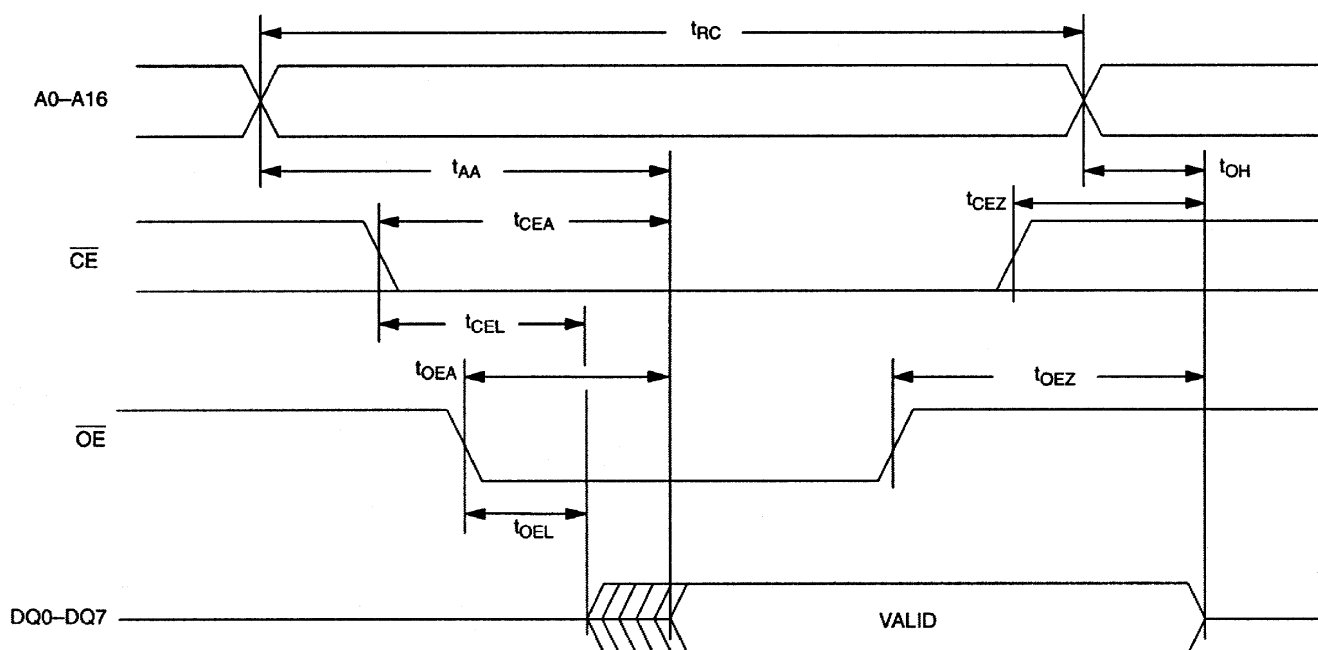 tRC
A0–A16
tAA
tOH
tCEZ
tCEA
CE
tCEL
tOEA
tOEZ
OE
tOEL
DQ0–DQ7
VALID